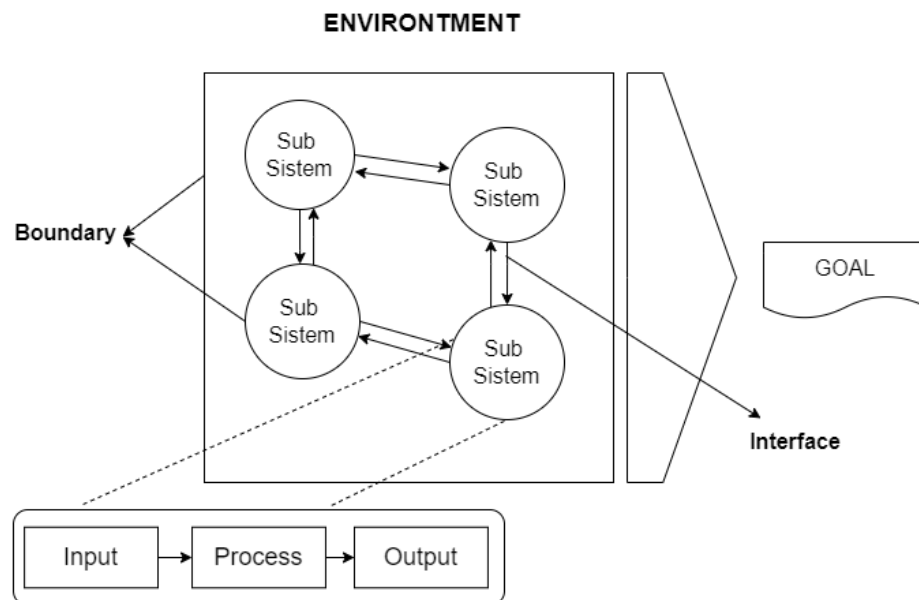 ENVIRONTMENT
Sub
Sistem
Sub
Sistem
Boundary
GOAL
Sub
Sistem
Sub
Sistem
Interface
Input
Process
Output